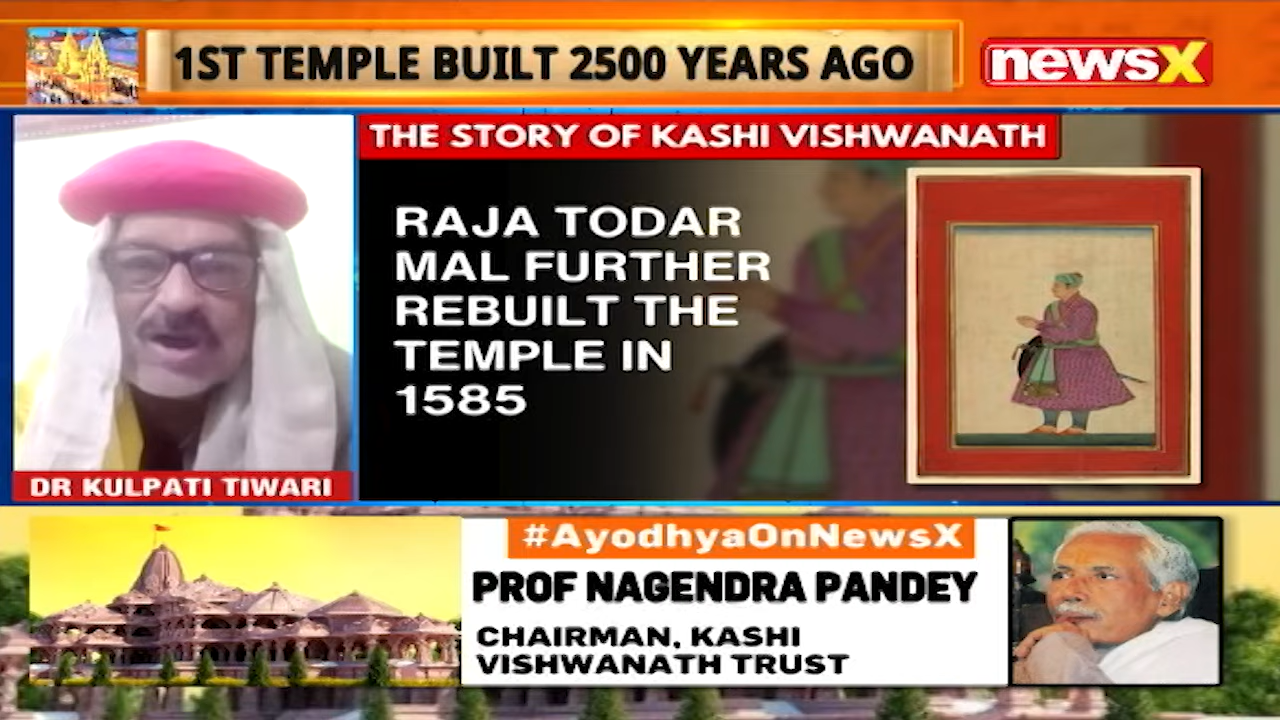 1ST TEMPLE BUILT 2500 YEARS AGO
newsX
THE STORY OF KASHI VISHWANATH
RAJA TODAR
MAL FURTHER
REBUILT THE
TEMPLE IN
1585
DR KULPATI TIWARI
#AyodhyaOnNewsX
PROF NAGENDRA PANDEY
CHAIRMAN, KASHI
VISHWANATH TRUST